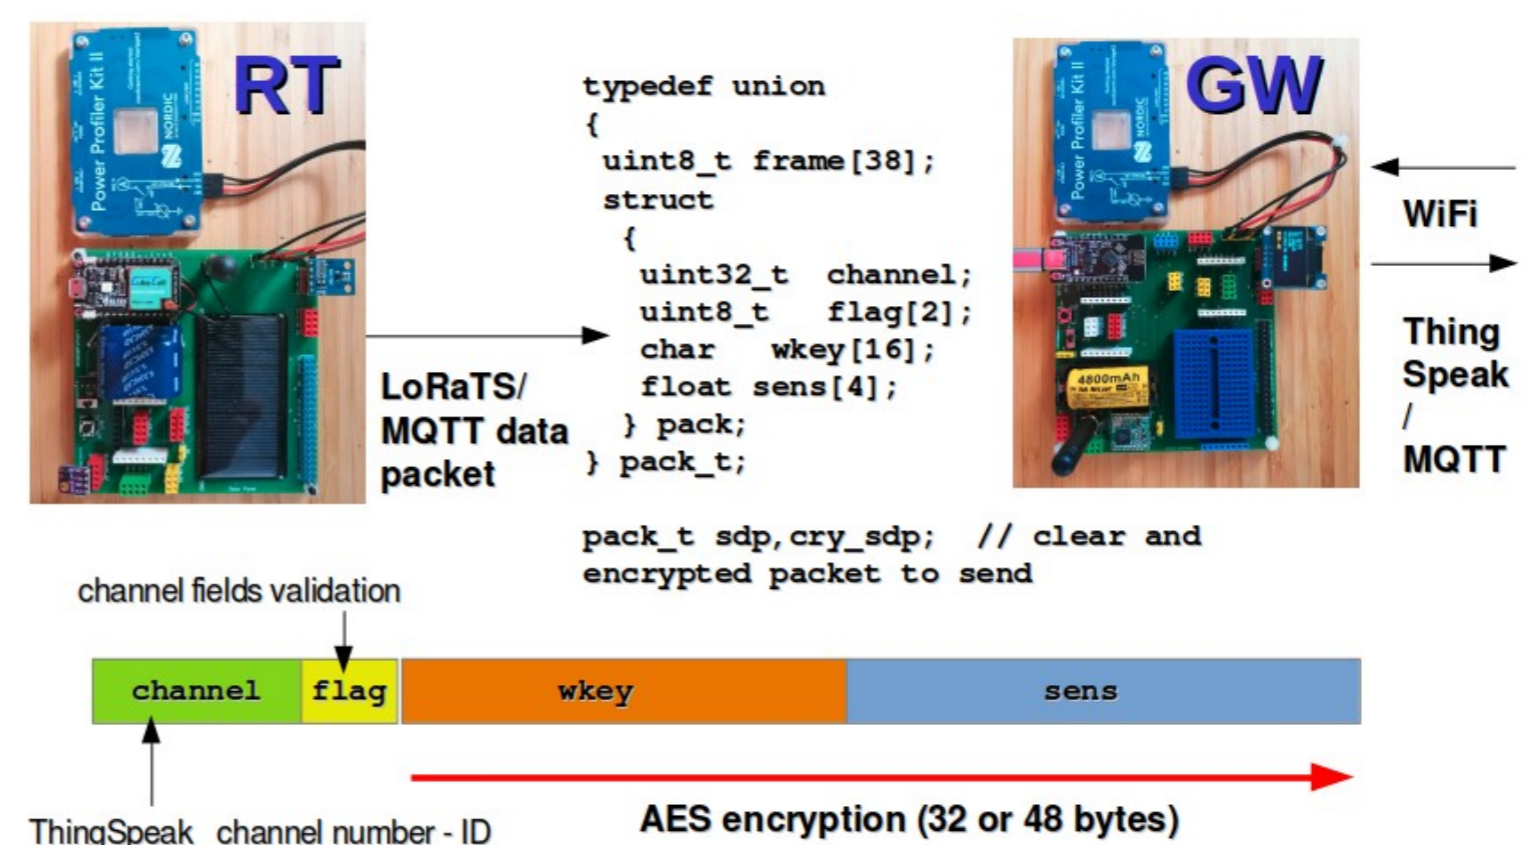 RT
Power Profiler Kit II
NORDIC
typedef union
{
uint8_t frame[38];
struct
{
uint32_t channel;
uint8_t flag[2];
char wkey[16];
float sens[4];
} pack;
} pack_t;
pack_t sdp,cry_sdp; // clear and
encrypted packet to send
LoRaTS/
MQTT data
packet
GW
Power Profiler Kit II
NORDIC
4800mAh
WiFi
Thing
Speak
/
MQTT
channel fields validation
channel
flag
wkey
sens
ThingSpeak channel number - ID
AES encryption (32 or 48 bytes)